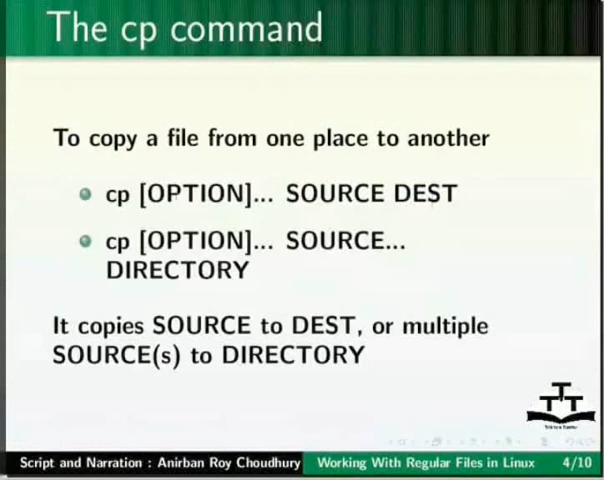 The cp command
To copy a file from one place to another
cp [OPTION]... SOURCE DEST
cp [OPTION]... SOURCE...
DIRECTORY
It copies SOURCE to DEST, or multiple
SOURCE(s) to DIRECTORY
TTT
Script and Narration : Anirban Roy Choudhury Working With Regular Files in Linux 4/10